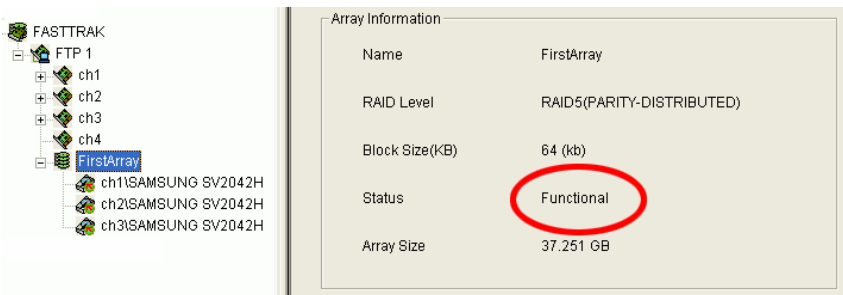 FASTTRAK
FTP 1
ch1
ch2
ch3
ch4
FirstArray
ch1\SAMSUNG SV2042H
ch2\SAMSUNG SV2042H
ch3\SAMSUNG SV2042H
Array Information
Name FirstArray
RAID Level RAID5(PARITY-DISTRIBUTED)
Block Size(KB) 64 (kb)
Status Functional
Array Size 37.251 GB